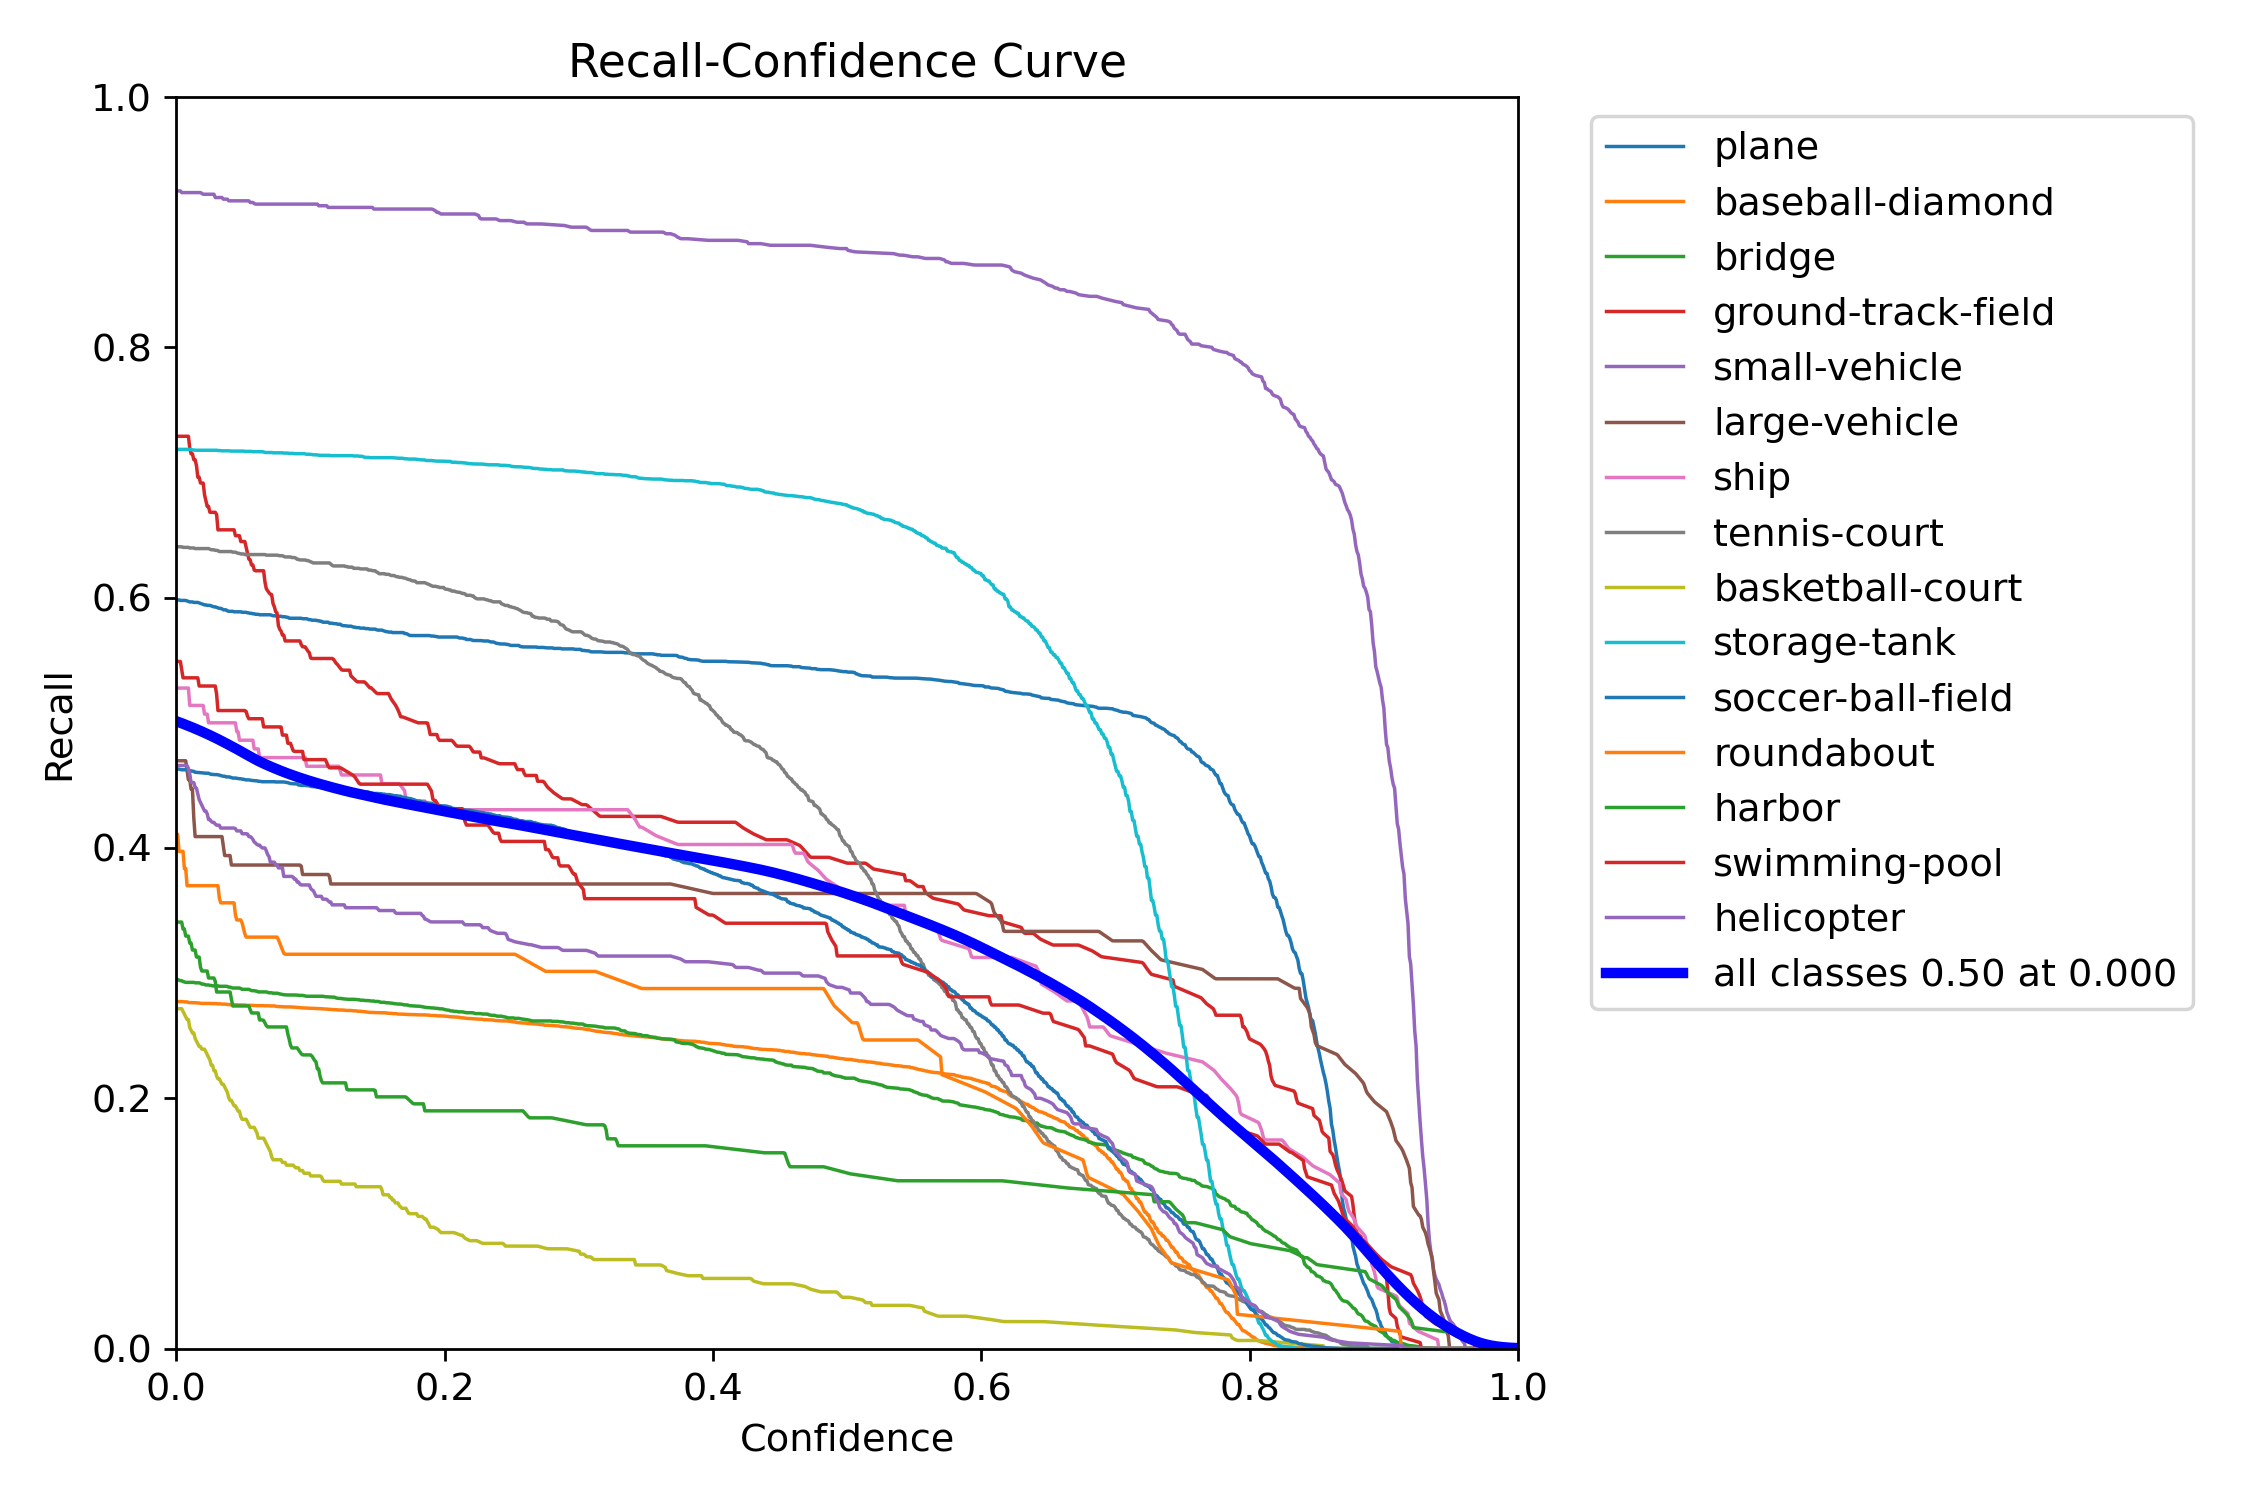 Recall-Confidence Curve
1.0
0.8
0.6
0.4
0.2
0.0
Recall
0.0 0.2 0.4 0.6 0.8 1.0
Confidence
plane
baseball-diamond
bridge
ground-track-field
small-vehicle
large-vehicle
ship
tennis-court
basketball-court
storage-tank
soccer-ball-field
roundabout
harbor
swimming-pool
helicopter
all classes 0.50 at 0.000